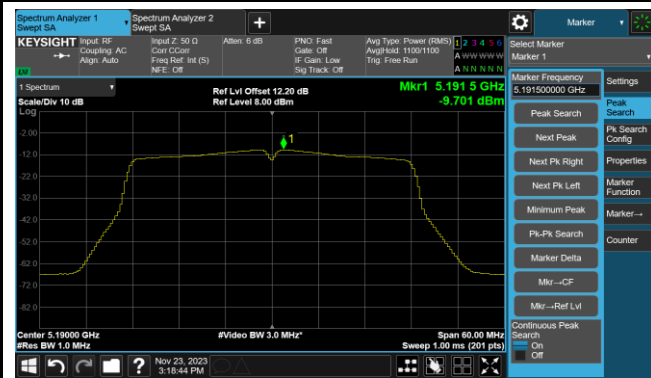 Spectrum Analyzer 1
Swept SA
Spectrum Analyzer 2
Swept SA
+
Marker
KEYSIGHT
Input: RF
Coupling: AC
Align: Auto
Input Z: 50 Ω
Corr CCorr
Freq Ref: Int (S)
NFE: Off
Atten: 6 dB
PNO: Fast
Gate: Off
IF Gain: Low
Sig Track: Off
Avg Type: Power (RMS)
Avg|Hold: 1100/1100
Trig: Free Run
1 2 3 4 5 6
A W W W W W
A N N N N N
LW
Select Marker
Marker 1
1 Spectrum
Scale/Div 10 dB
Log
Ref Lvl Offset 12.20 dB
Ref Level 8.00 dBm
Mkr1 5.191 5 GHz
-9.701 dBm
1
-2.00
-12.0
-22.0
-32.0
-42.0
-52.0
-62.0
-72.0
-82.0
Center 5.19000 GHz
#Res BW 1.0 MHz
#Video BW 3.0 MHz*
Span 60.00 MHz
Sweep 1.00 ms (201 pts)
Marker Frequency
5.191500000 GHz
Peak Search
Next Peak
Next Pk Right
Next Pk Left
Minimum Peak
Pk-Pk Search
Marker Delta
Mkr→CF
Mkr→Ref Lvl
Continuous Peak
Search
On
Off
Settings
Peak
Search
Pk Search
Config
Properties
Marker
Function
Marker→
Counter
?
Nov 23, 2023
3:18:44 PM